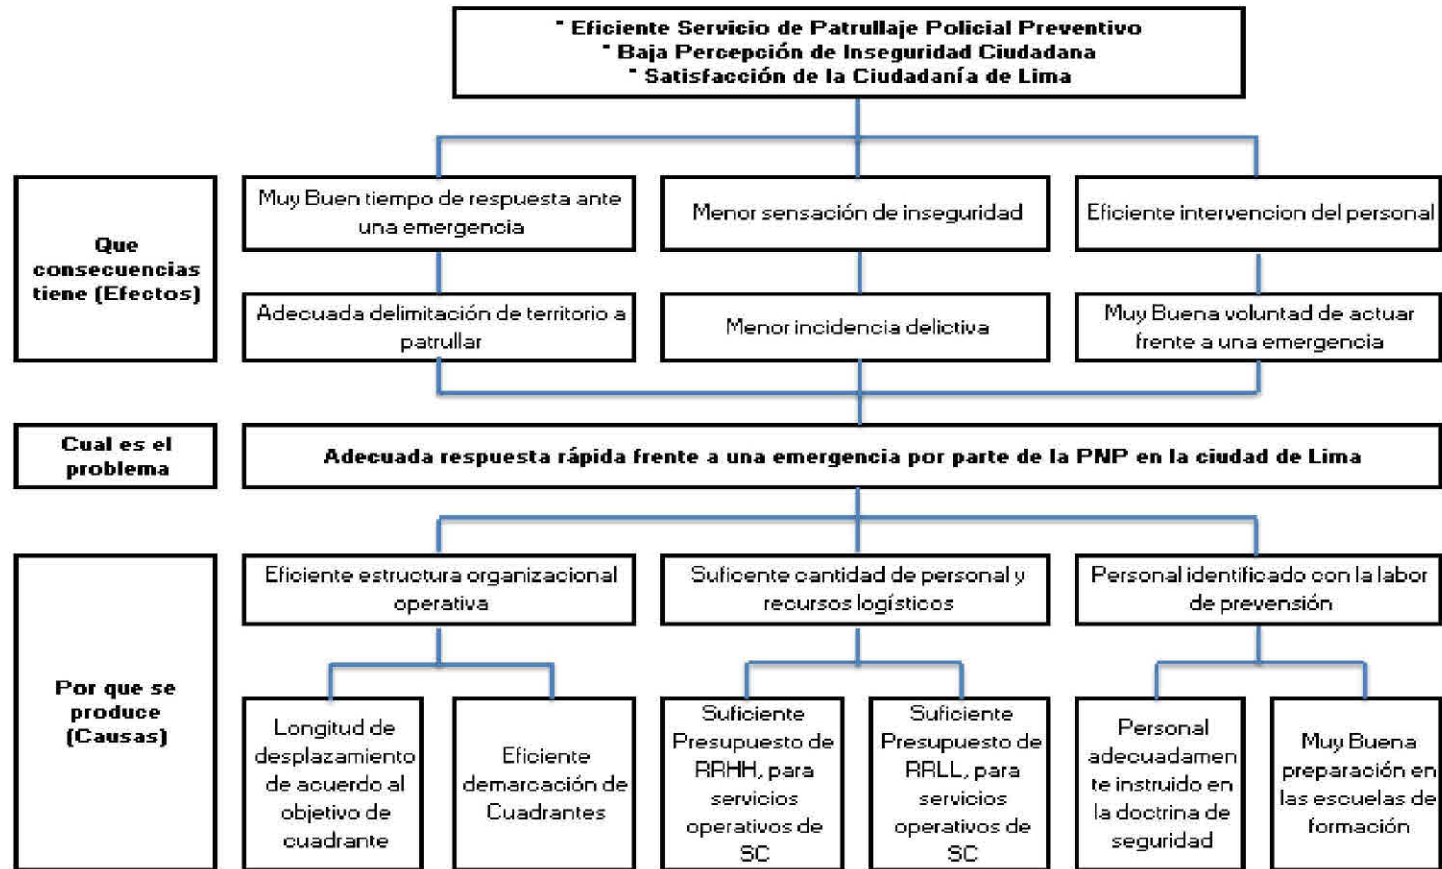 * Eficiente Servicio de Patrullaje Policial Preventivo
* Baja Percepción de Inseguridad Ciudadana
* Satisfacción de la Ciudadanía de Lima
Que
consecuencias
tiene (Efectos)
Muy Buen tiempo de respuesta ante
una emergencia
Menor sensación de inseguridad
Eficiente intervencion del personal
Adecuada delimitación de territorio a
patrullar
Menor incidencia delictiva
Muy Buena voluntad de actuar
frente a una emergencia
Cual es el
problema
Adecuada respuesta rápida frente a una emergencia por parte de la PNP en la ciudad de Lima
Por que se
produce
(Causas)
Eficiente estructura organizacional
operativa
Suficente cantidad de personal y
recursos logísticos
Personal identificado con la labor
de prevensión
Longitud de
desplazamiento
de acuerdo al
objetivo de
cuadrante
Eficiente
demarcación de
Cuadrantes
Suficiente
Presupuesto de
RRHH, para
servicios
operativos de
SC
Suficiente
Presupuesto de
RRLL, para
servicios
operativos de
SC
Personal
adecuadamen
te instruido en
la doctrina de
seguridad
Muy Buena
preparación en
las escuelas de
formación